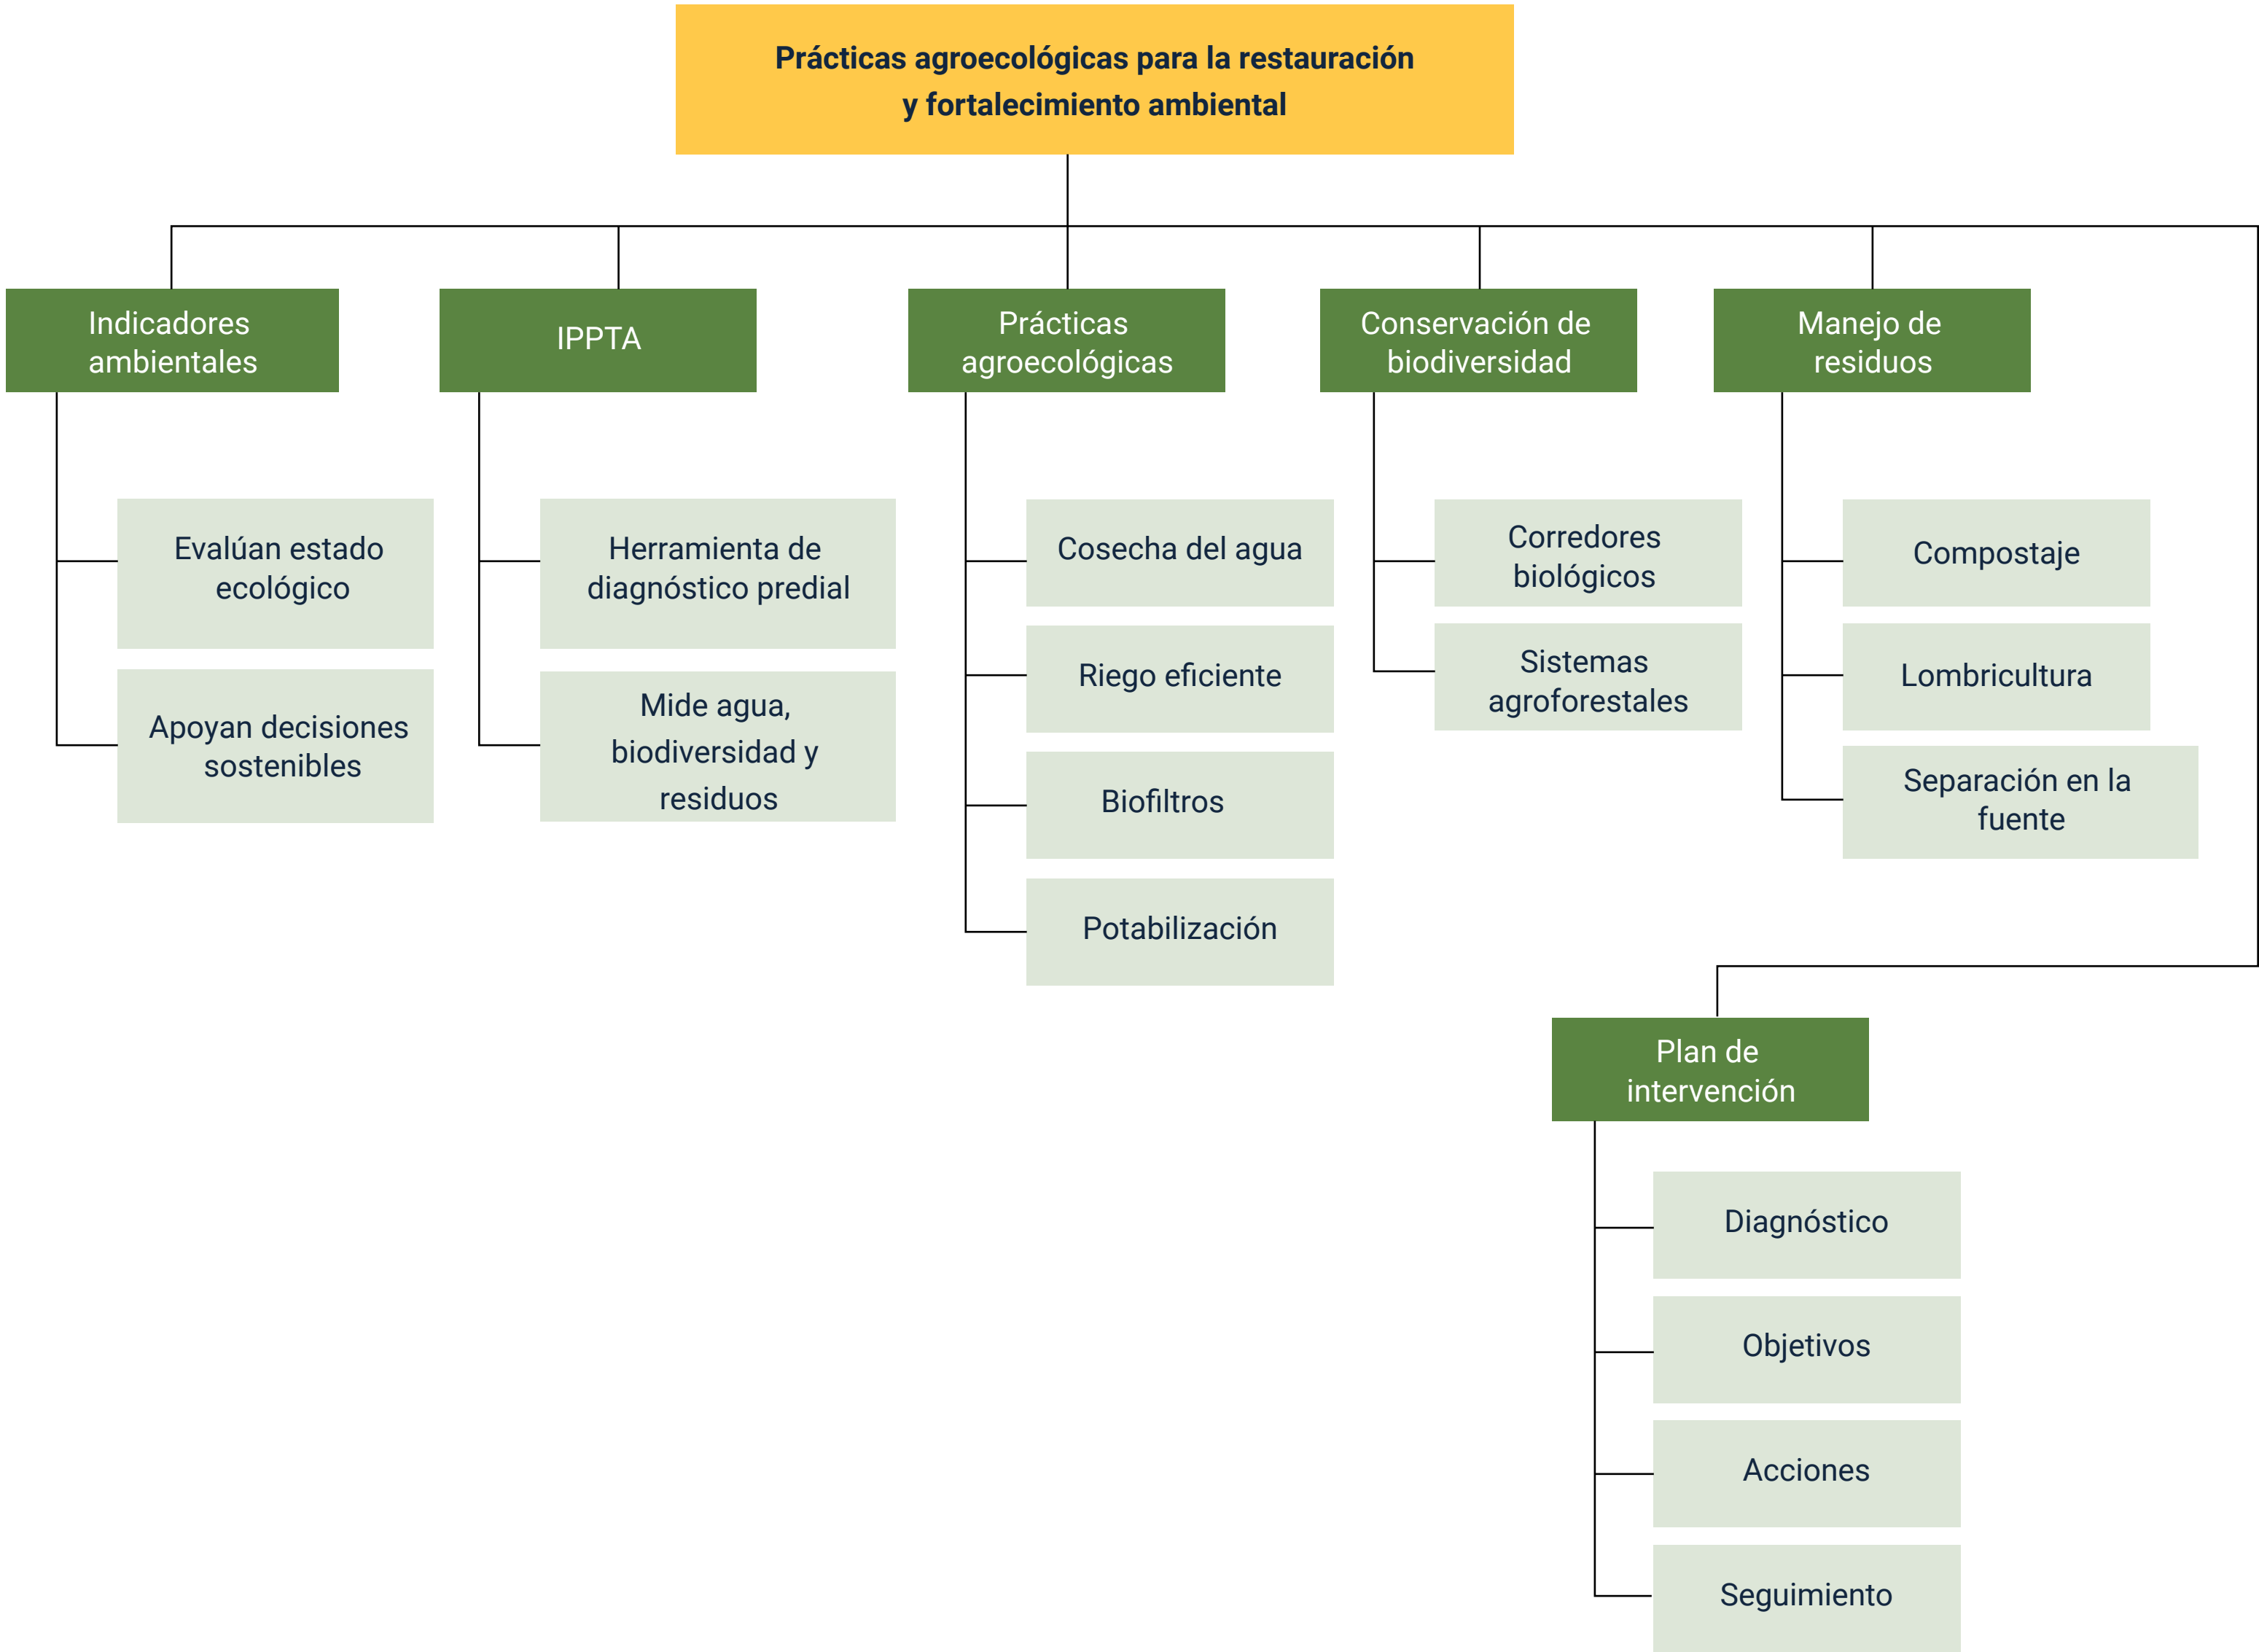 Prácticas agroecológicas para la restauración
y fortalecimiento ambiental
Indicadores
ambientales
Evalúan estado
ecológico
Apoyan decisiones
sostenibles
IPPTA
Herramienta de
diagnóstico predial
Mide agua,
biodiversidad y
residuos
Prácticas
agroecológicas
Cosecha del agua
Riego eficiente
Biofiltros
Potabilización
Conservación de
biodiversidad
Corredores
biológicos
Sistemas
agroforestales
Manejo de
residuos
Compostaje
Lombricultura
Separación en la
fuente
Plan de
intervención
Diagnóstico
Objetivos
Acciones
Seguimiento